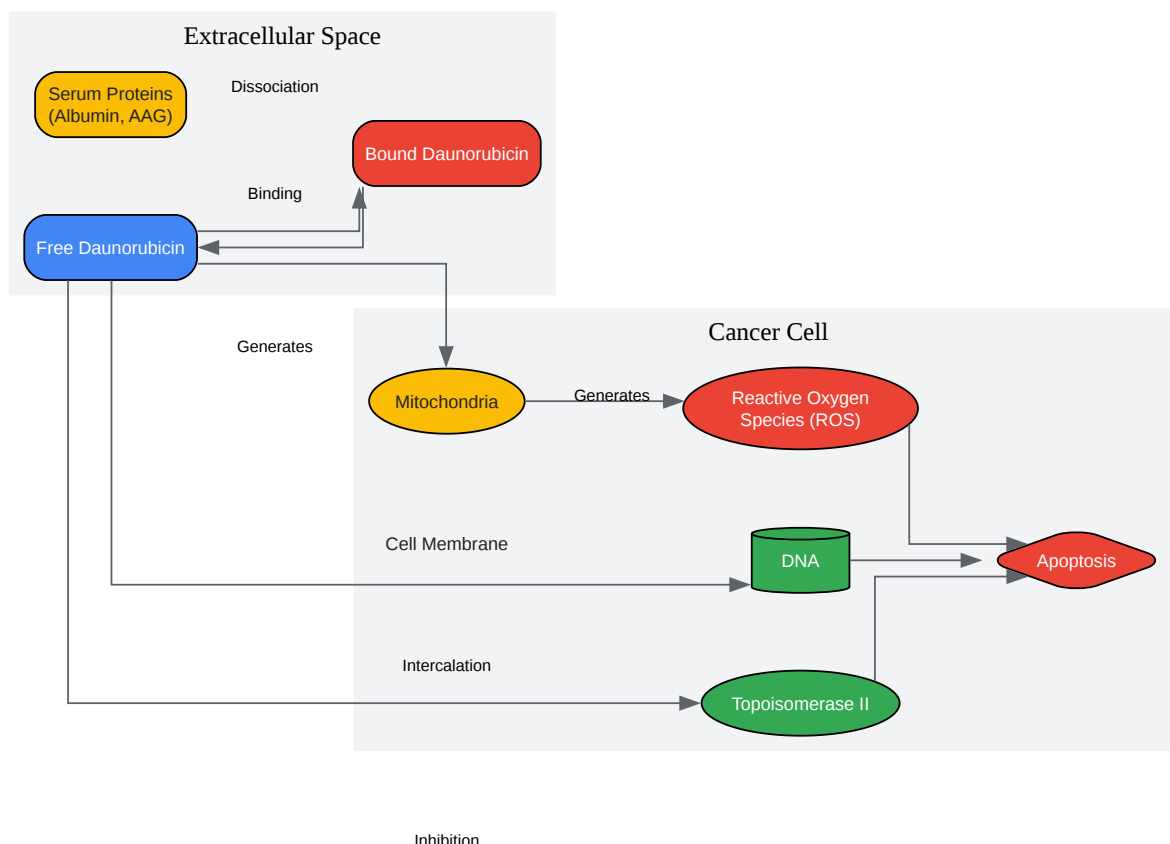 Extracellular Space
Serum Proteins
(Albumin, AAG)
Dissociation
Bound Daunorubicin
Binding
Free Daunorubicin
Cancer Cell
Generates
Mitochondria
Generates
Reactive Oxygen
Species (ROS)
Cell Membrane
DNA
Apoptosis
Intercalation
Topoisomerase II
Inhibition